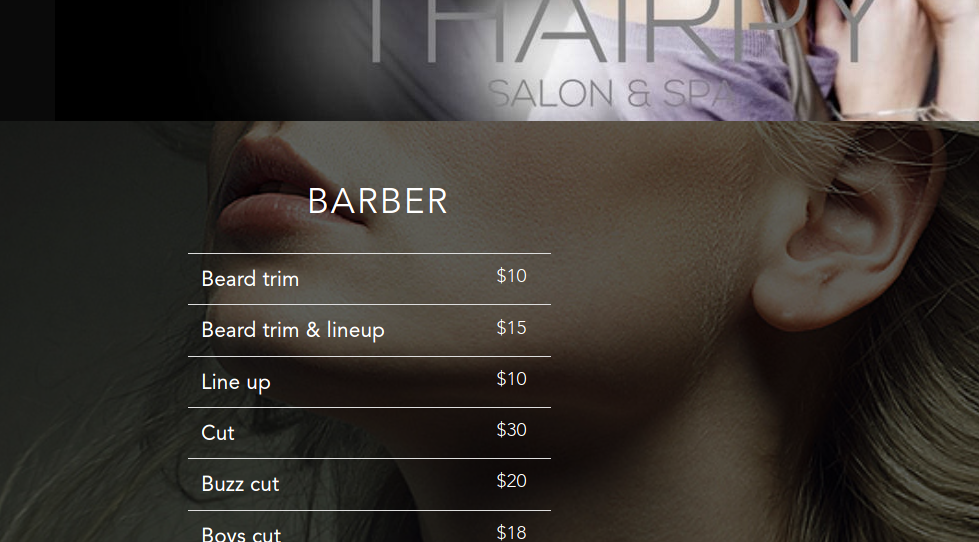 THAIRPY
SALON & SPA
BARBER
Beard trim $10
Beard trim & lineup $15
Line up $10
Cut $30
Buzz cut $20
Boys cut $18